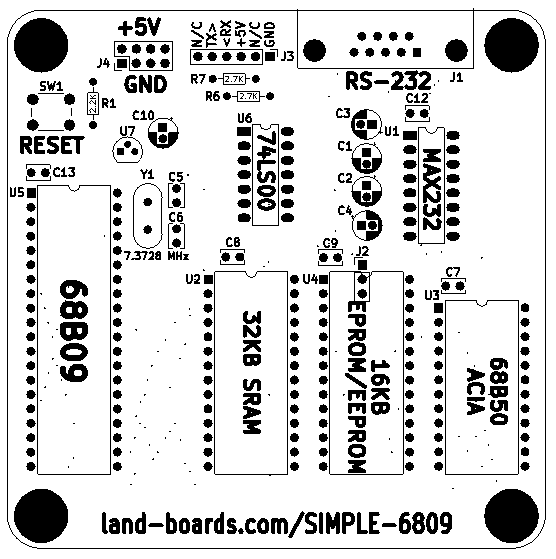 +5V
J4
GND
N/C
TX>
<RX
+5V
N/C
GND
J3
R7 2.7K
R6 2.7K
RS-232
J1
SW1
RESET
2.2K
R1
C10
U7
U6
74LS00
C3
C1
C2
C4
C12
U1
MAX232
C13
U5
68B09
Y1
7.3728 MHz
C5
C6
C8
U2
32KB SRAM
C9
J2
U4
16KB
EPROM/EEPROM
C7
U3
68B50
ACIA
land-boards.com/SIMPLE-6809